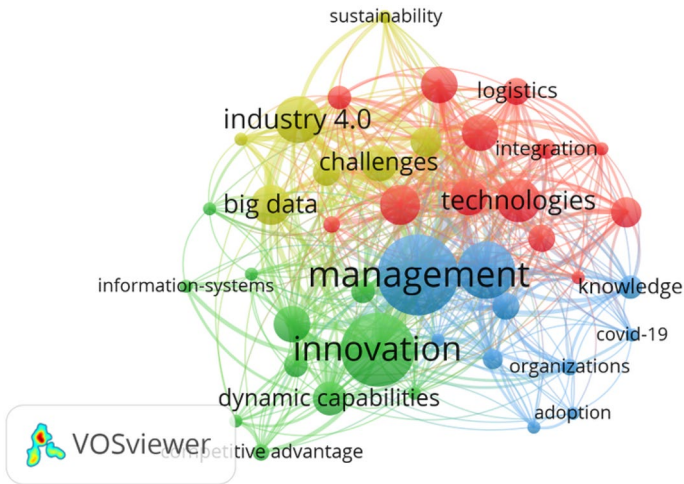 sustainability
logistics
industry 4.0
integration
challenges
technologies
big data
management
information-systems
knowledge
covid-19
innovation
organizations
dynamic capabilities
adoption
VOSviewer
competitive advantage